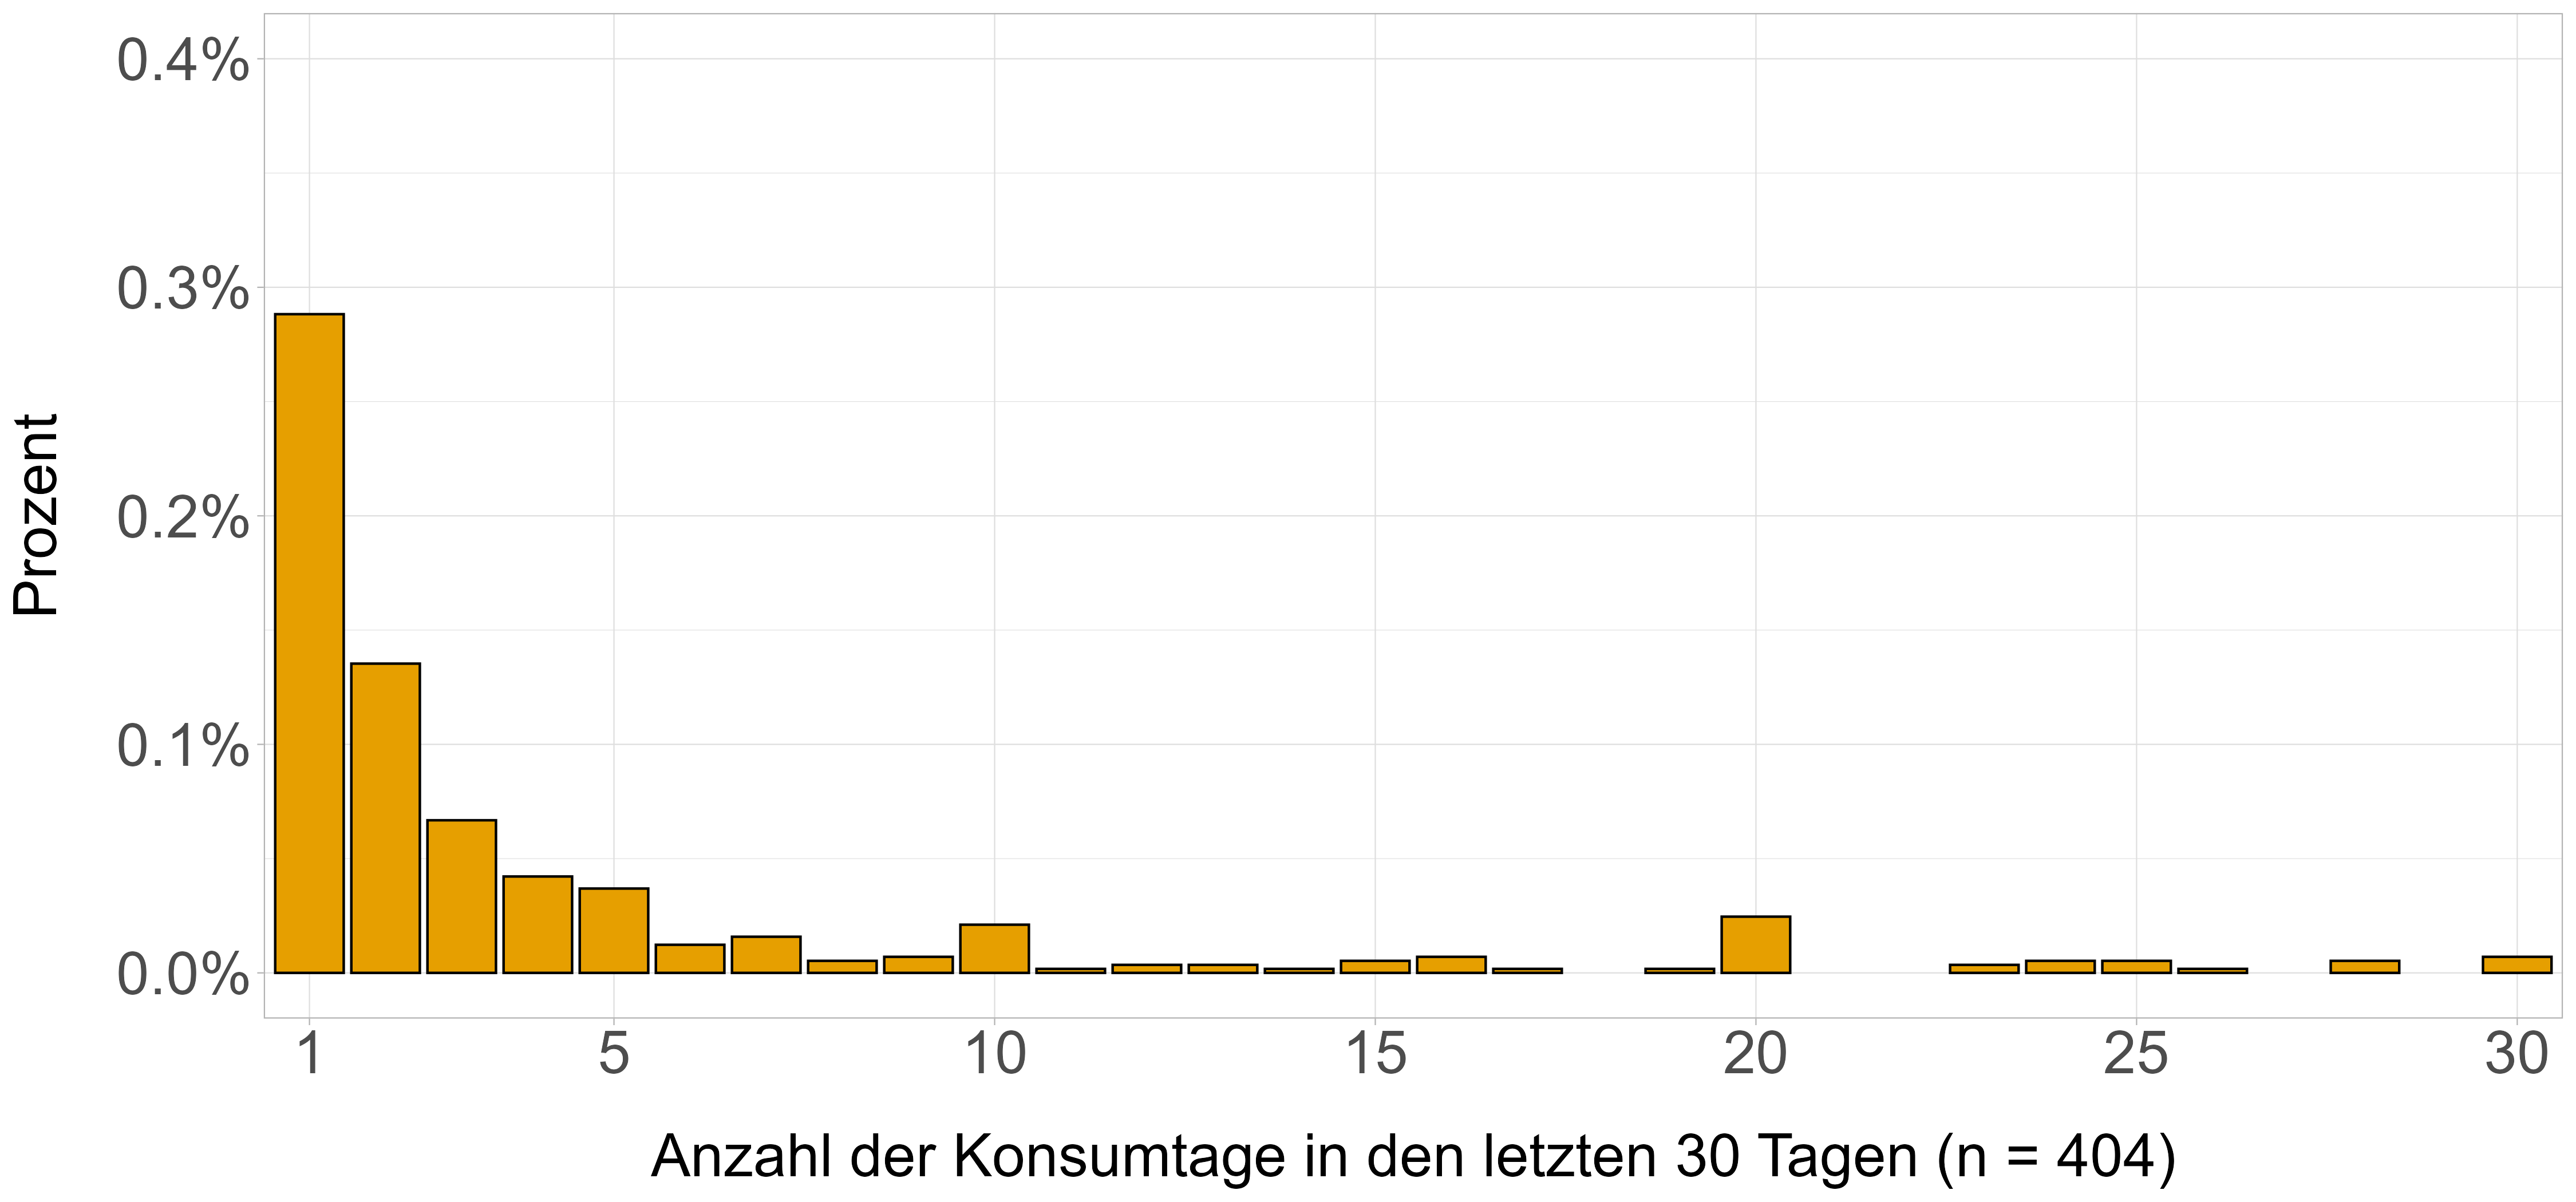 0.4%
0.3%
0.2%
0.1%
0.0%
Prozent
1 5 10 15 20 25 30
Anzahl der Konsumtage in den letzten 30 Tagen (n = 404)